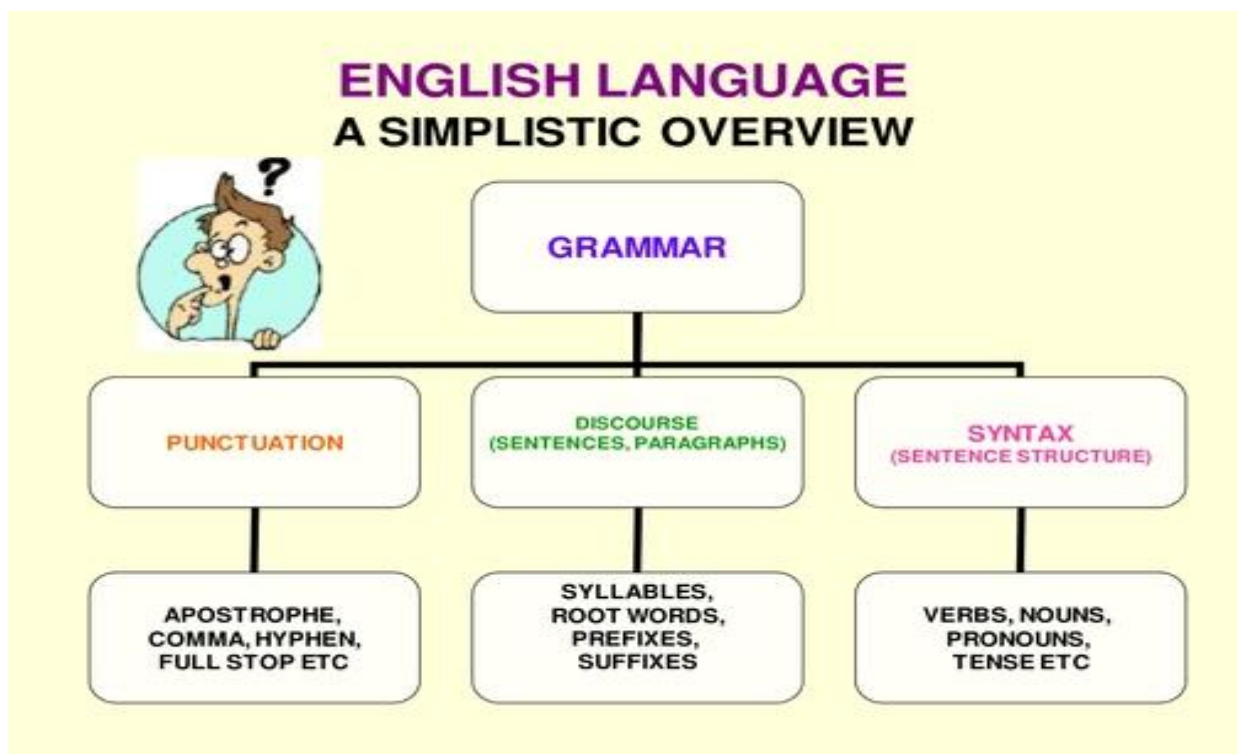 ENGLISH LANGUAGE
A SIMPLISTIC OVERVIEW
?
GRAMMAR
PUNCTUATION
DISCOURSE
(SENTENCES, PARAGRAPHS)
SYNTAX
(SENTENCE STRUCTURE)
APOSTROPHE,
COMMA, HYPHEN,
FULL STOP ETC
SYLLABLES,
ROOT WORDS,
PREFIXES,
SUFFIXES
VERBS, NOUNS,
PRONOUNS,
TENSE ETC